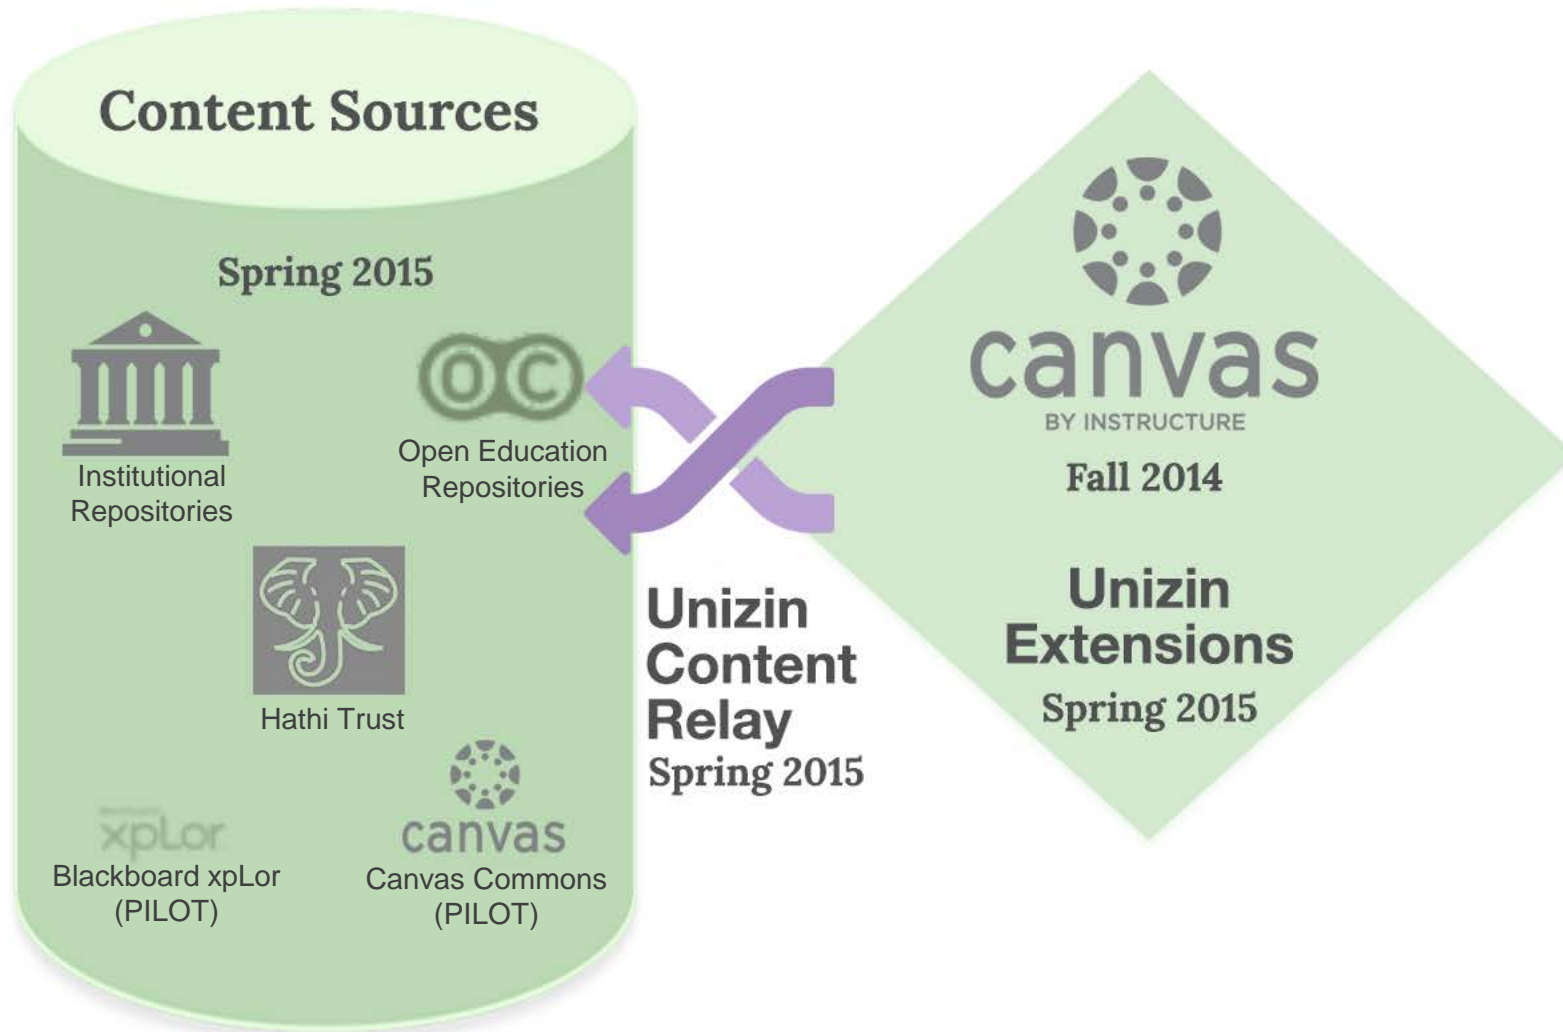 Content Sources
Spring 2015
Institutional
Repositories
OC
Open Education
Repositories
Hathi Trust
xpLor
Blackboard xpLor
(PILOT)
canvas
Canvas Commons
(PILOT)
Unizin
Content
Relay
Spring 2015
canvas
BY INSTRUCTURE
Fall 2014
Unizin
Extensions
Spring 2015